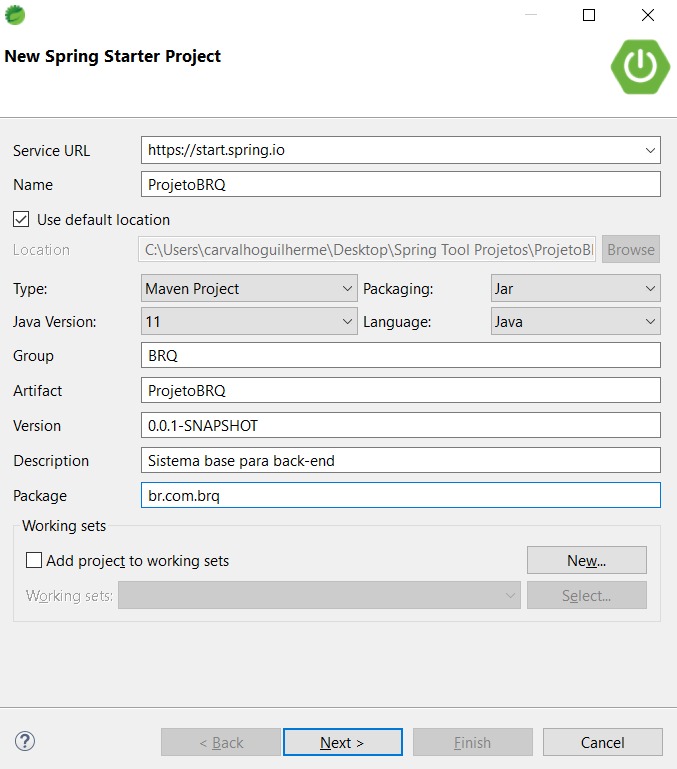 New Spring Starter Project
Service URL https://start.spring.io
Name ProjetoBRQ
Use default location
Location C:\Users\carvalhoguilherme\Desktop\Spring Tool Projetos\ProjetoBI Browse
Type: Maven Project Packaging: Jar
Java Version: 11 Language: Java
Group BRQ
Artifact ProjetoBRQ
Version 0.0.1-SNAPSHOT
Description Sistema base para back-end
Package br.com.brq
Working sets
Add project to working sets New...
Working sets: Select...
? < Back Next > Finish Cancel